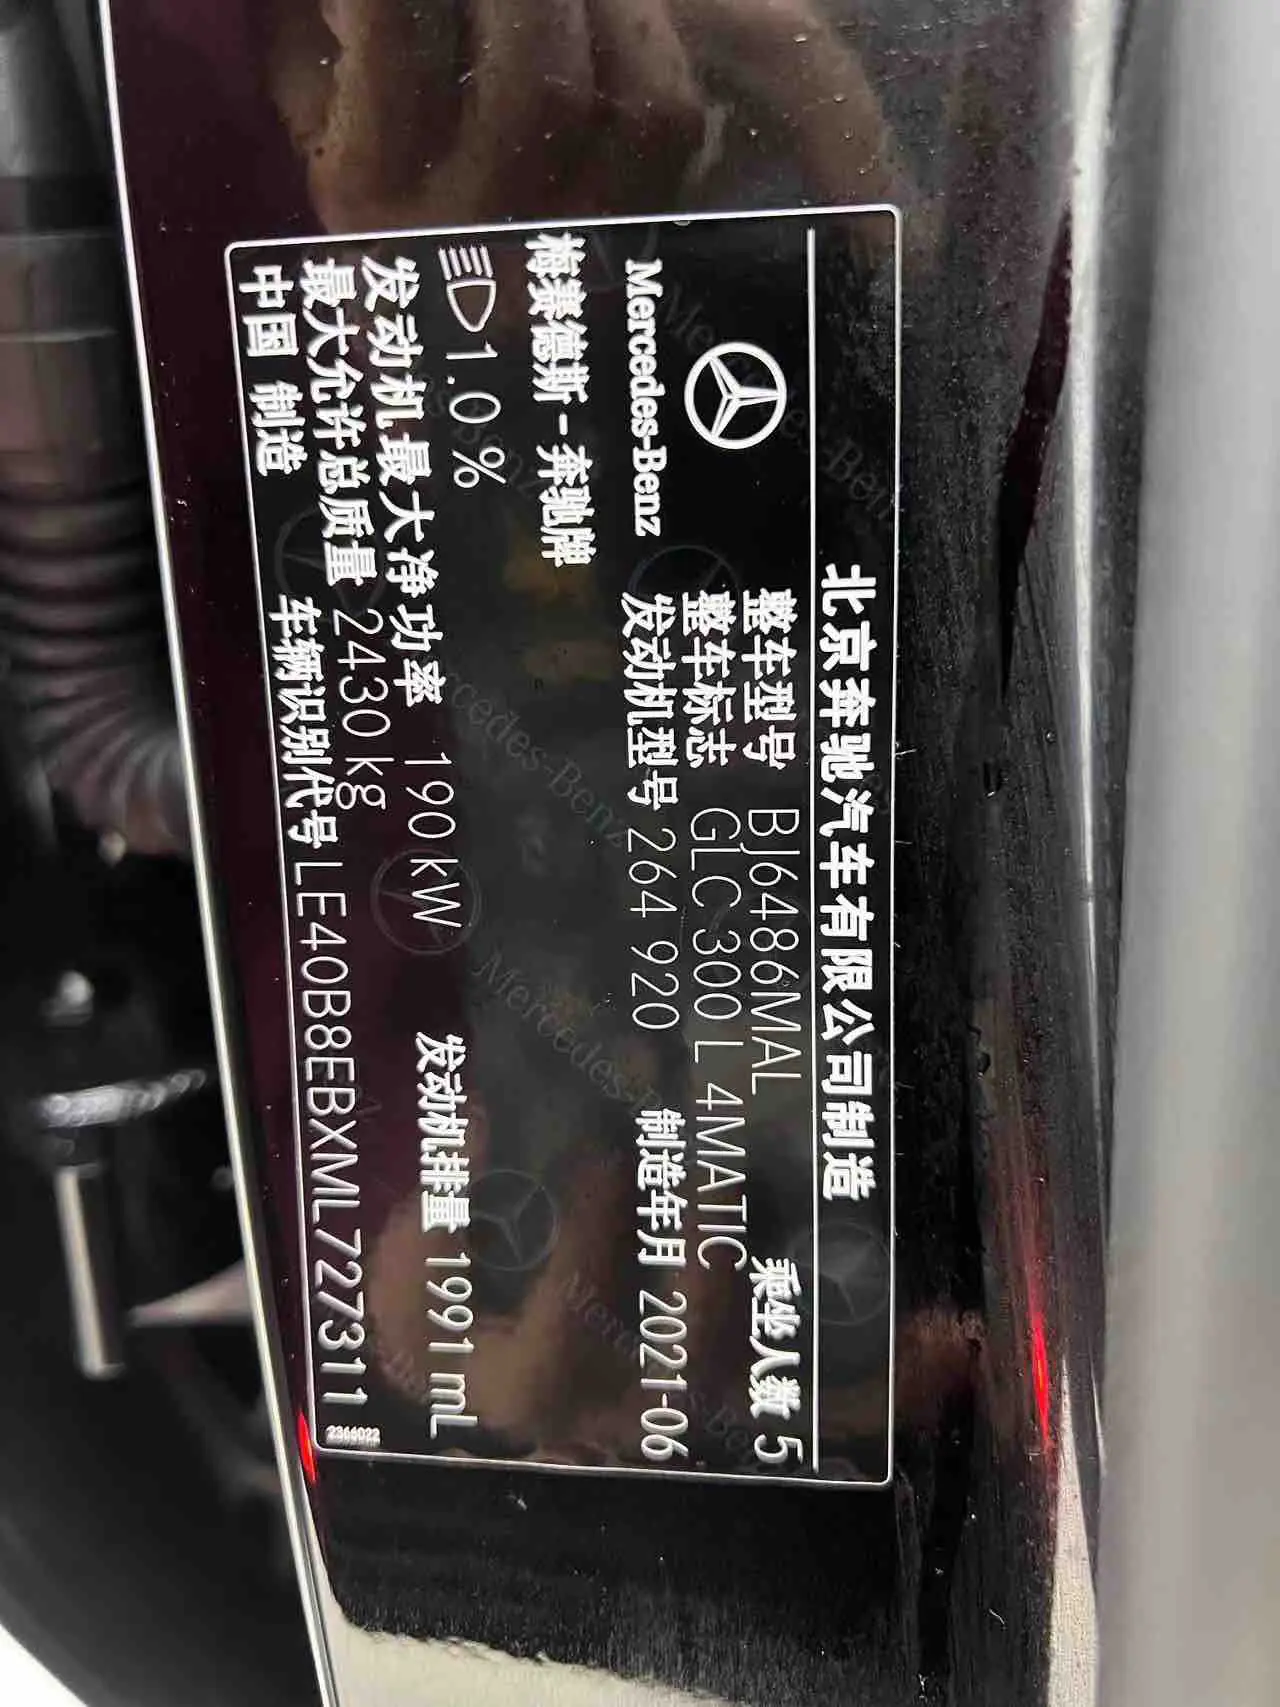 北京奔驰汽车有限公司制造
Mercedes-Benz
梅赛德斯-奔驰牌
整车型号 BJ6486MAL 乘坐人数 5
整车标志 GLC 300 L 4MATIC
发动机型号 264 920 制造年月 2021-06
1.0%
发动机最大净功率 190 kW 发动机排量 1991 mL
最大允许总质量 2430 kg
中国 制造 车辆识别代号 LE40B8EBXML727311
2366022